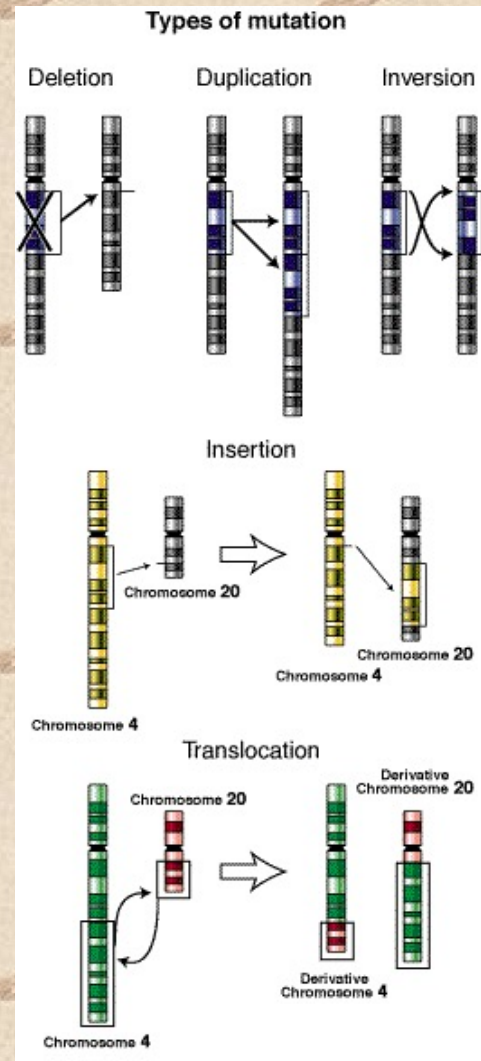 Types of mutation
Deletion
Duplication
Inversion
Insertion
Chromosome 20
Chromosome 4
Chromosome 4
Chromosome 20
Translocation
Chromosome 20
Chromosome 4
Derivative
Chromosome 20
Derivative
Chromosome 4